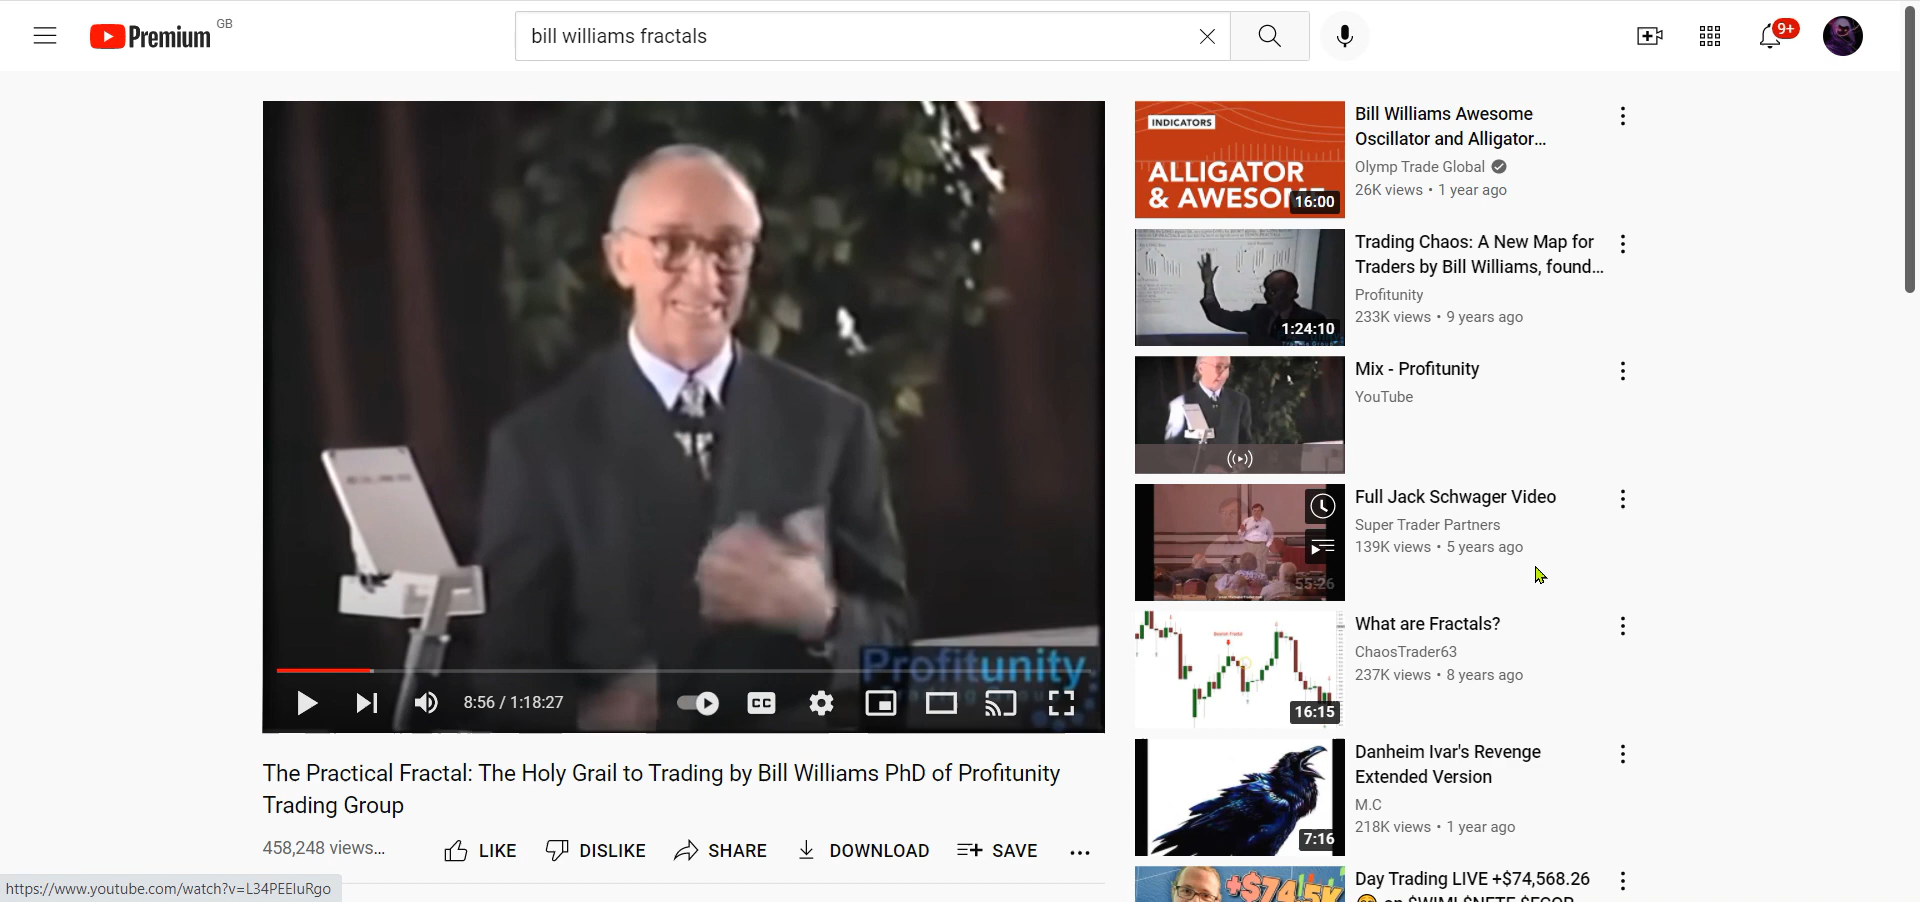 Premium
GB
bill williams fractals
9+
Profitunity
8:56 / 1:18:27
CC
The Practical Fractal: The Holy Grail to Trading by Bill Williams PhD of Profitunity
Trading Group
458,248 views...
LIKE
DISLIKE
SHARE
DOWNLOAD
SAVE
https://www.youtube.com/watch?v=L34PEEIuRgo
INDICATORS
ALLIGATOR
& AWESOME
16:00
Bill Williams Awesome
Oscillator and Alligator...
Olymp Trade Global
26K views • 1 year ago
1:24:10
Trading Chaos: A New Map for
Traders by Bill Williams, found...
Profitunity
233K views • 9 years ago
Mix - Profitunity
YouTube
55:26
Full Jack Schwager Video
Super Trader Partners
139K views • 5 years ago
16:15
What are Fractals?
ChaosTrader63
237K views • 8 years ago
7:16
Danheim Ivar's Revenge
Extended Version
M.C
218K views • 1 year ago
Day Trading LIVE +$74,568.26